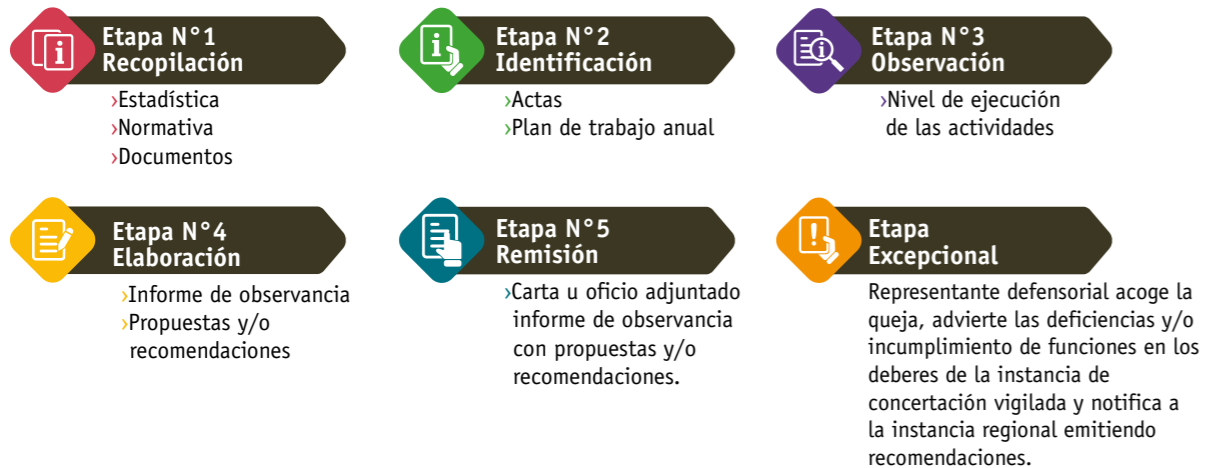 Etapa N°1
Recopilación
›Estadística
›Normativa
›Documentos
Etapa N°2
Identificación
›Actas
›Plan de trabajo anual
Etapa N°3
Observación
›Nivel de ejecución
de las actividades
Etapa N°4
Elaboración
›Informe de observancia
›Propuestas y/o
recomendaciones
Etapa N°5
Remisión
›Carta u oficio adjuntado
informe de observancia
con propuestas y/o
recomendaciones.
Etapa
Excepcional
Representante defensorial acoge la
queja, advierte las deficiencias y/o
incumplimiento de funciones en los
deberes de la instancia de
concertación vigilada y notifica a
la instancia regional emitiendo
recomendaciones.